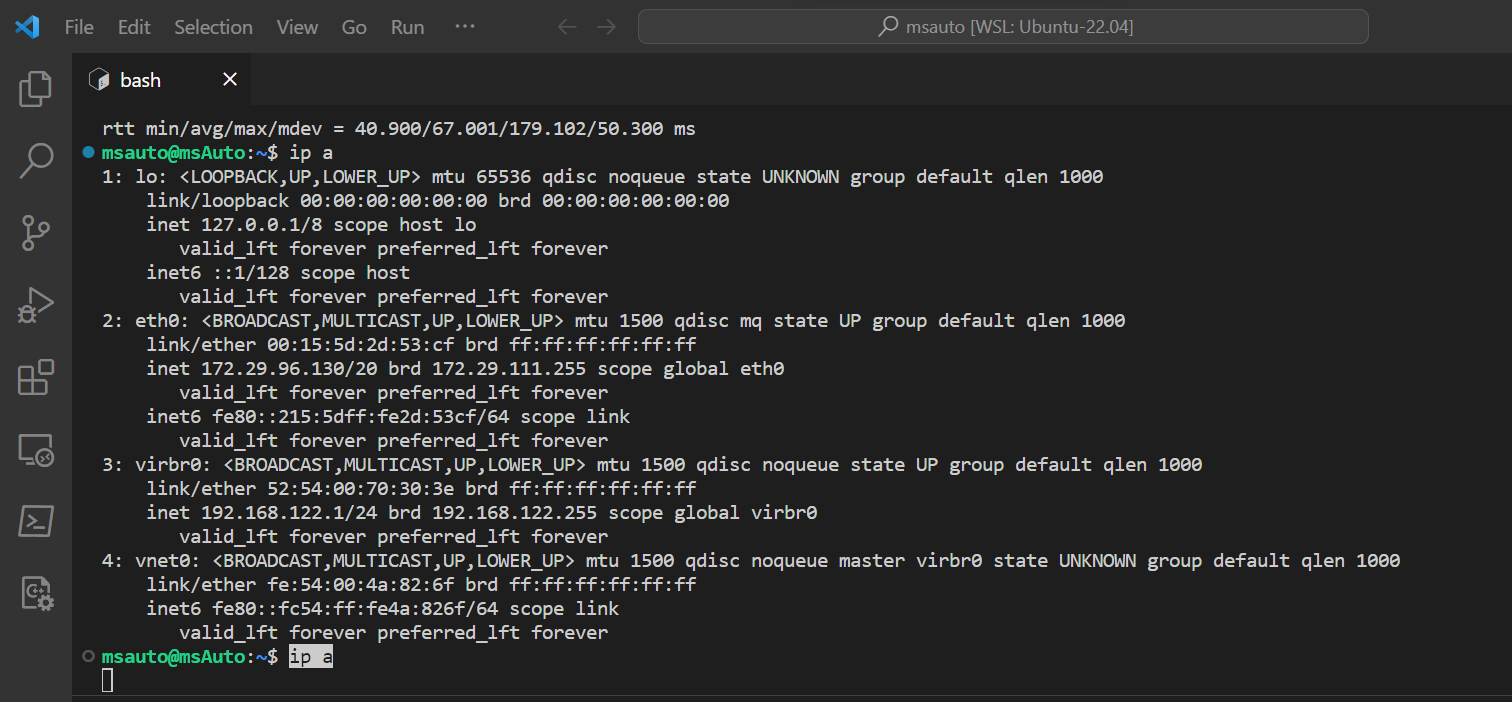 File Edit Selection View Go Run ··· ← → msauto [WSL: Ubuntu-22.04]
bash ×
rtt min/avg/max/mdev = 40.900/67.001/179.102/50.300 ms
msauto@msAuto:~$ ip a
1: lo: <LOOPBACK,UP,LOWER_UP> mtu 65536 qdisc noqueue state UNKNOWN group default qlen 1000
    link/loopback 00:00:00:00:00:00 brd 00:00:00:00:00:00
    inet 127.0.0.1/8 scope host lo
       valid_lft forever preferred_lft forever
    inet6 ::1/128 scope host
       valid_lft forever preferred_lft forever
2: eth0: <BROADCAST,MULTICAST,UP,LOWER_UP> mtu 1500 qdisc mq state UP group default qlen 1000
    link/ether 00:15:5d:2d:53:cf brd ff:ff:ff:ff:ff:ff
    inet 172.29.96.130/20 brd 172.29.111.255 scope global eth0
       valid_lft forever preferred_lft forever
    inet6 fe80::215:5dff:fe2d:53cf/64 scope link
       valid_lft forever preferred_lft forever
3: virbr0: <BROADCAST,MULTICAST,UP,LOWER_UP> mtu 1500 qdisc noqueue state UP group default qlen 1000
    link/ether 52:54:00:70:30:3e brd ff:ff:ff:ff:ff:ff
    inet 192.168.122.1/24 brd 192.168.122.255 scope global virbr0
       valid_lft forever preferred_lft forever
4: vnet0: <BROADCAST,MULTICAST,UP,LOWER_UP> mtu 1500 qdisc noqueue master virbr0 state UNKNOWN group default qlen 1000
    link/ether fe:54:00:4a:82:6f brd ff:ff:ff:ff:ff:ff
    inet6 fe80::fc54:ff:fe4a:826f/64 scope link
       valid_lft forever preferred_lft forever
msauto@msAuto:~$ ip a